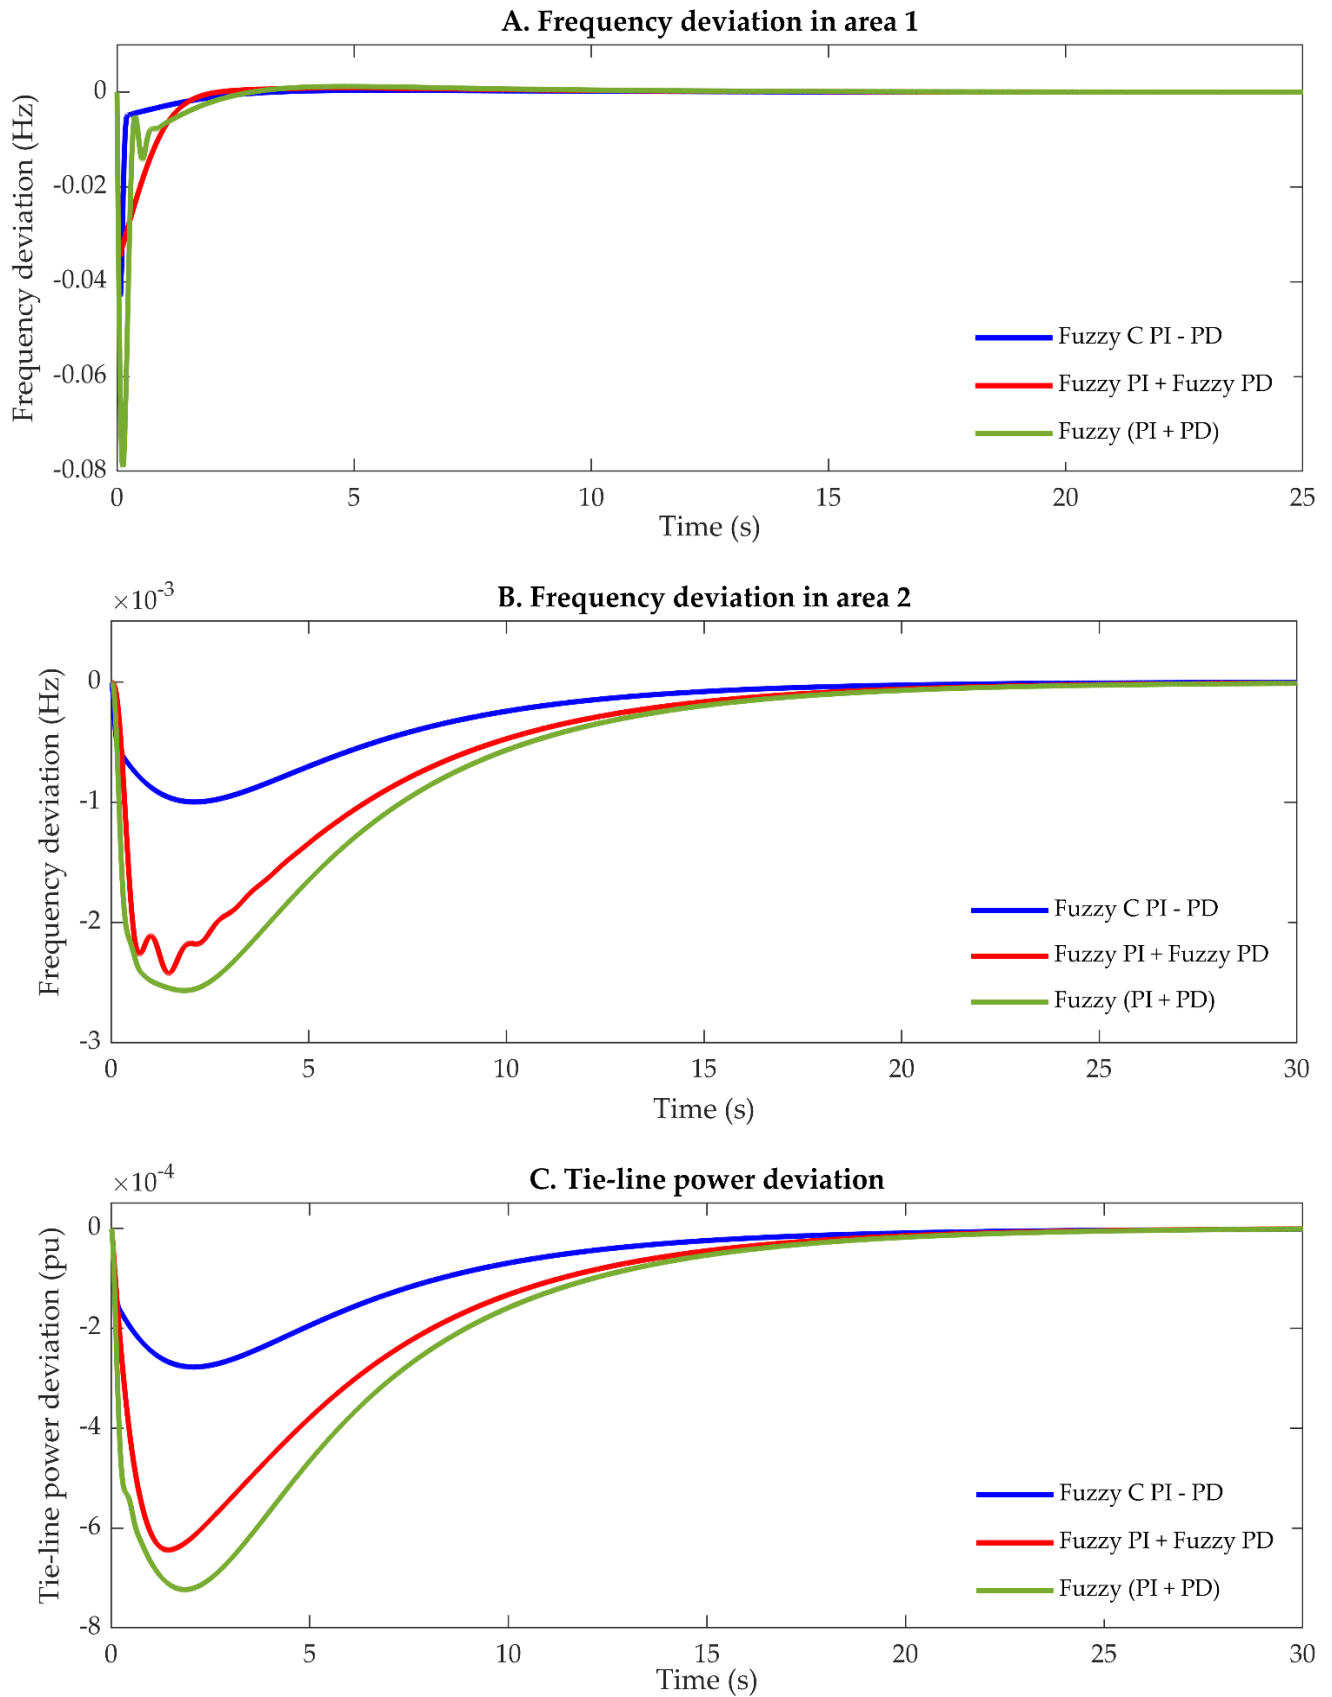 A. Frequency deviation in area 1
Frequency deviation (Hz)
0
-0.02
-0.04
-0.06
-0.08
Fuzzy C PI - PD
Fuzzy PI + Fuzzy PD
Fuzzy (PI + PD)
0 5 10 15 20 25
Time (s)
×10⁻³
B. Frequency deviation in area 2
Frequency deviation (Hz)
0
-1
-2
-3
Fuzzy C PI - PD
Fuzzy PI + Fuzzy PD
Fuzzy (PI + PD)
0 5 10 15 20 25 30
Time (s)
×10⁻⁴
C. Tie-line power deviation
Tie-line power deviation (pu)
0
-2
-4
-6
-8
Fuzzy C PI - PD
Fuzzy PI + Fuzzy PD
Fuzzy (PI + PD)
0 5 10 15 20 25 30
Time (s)